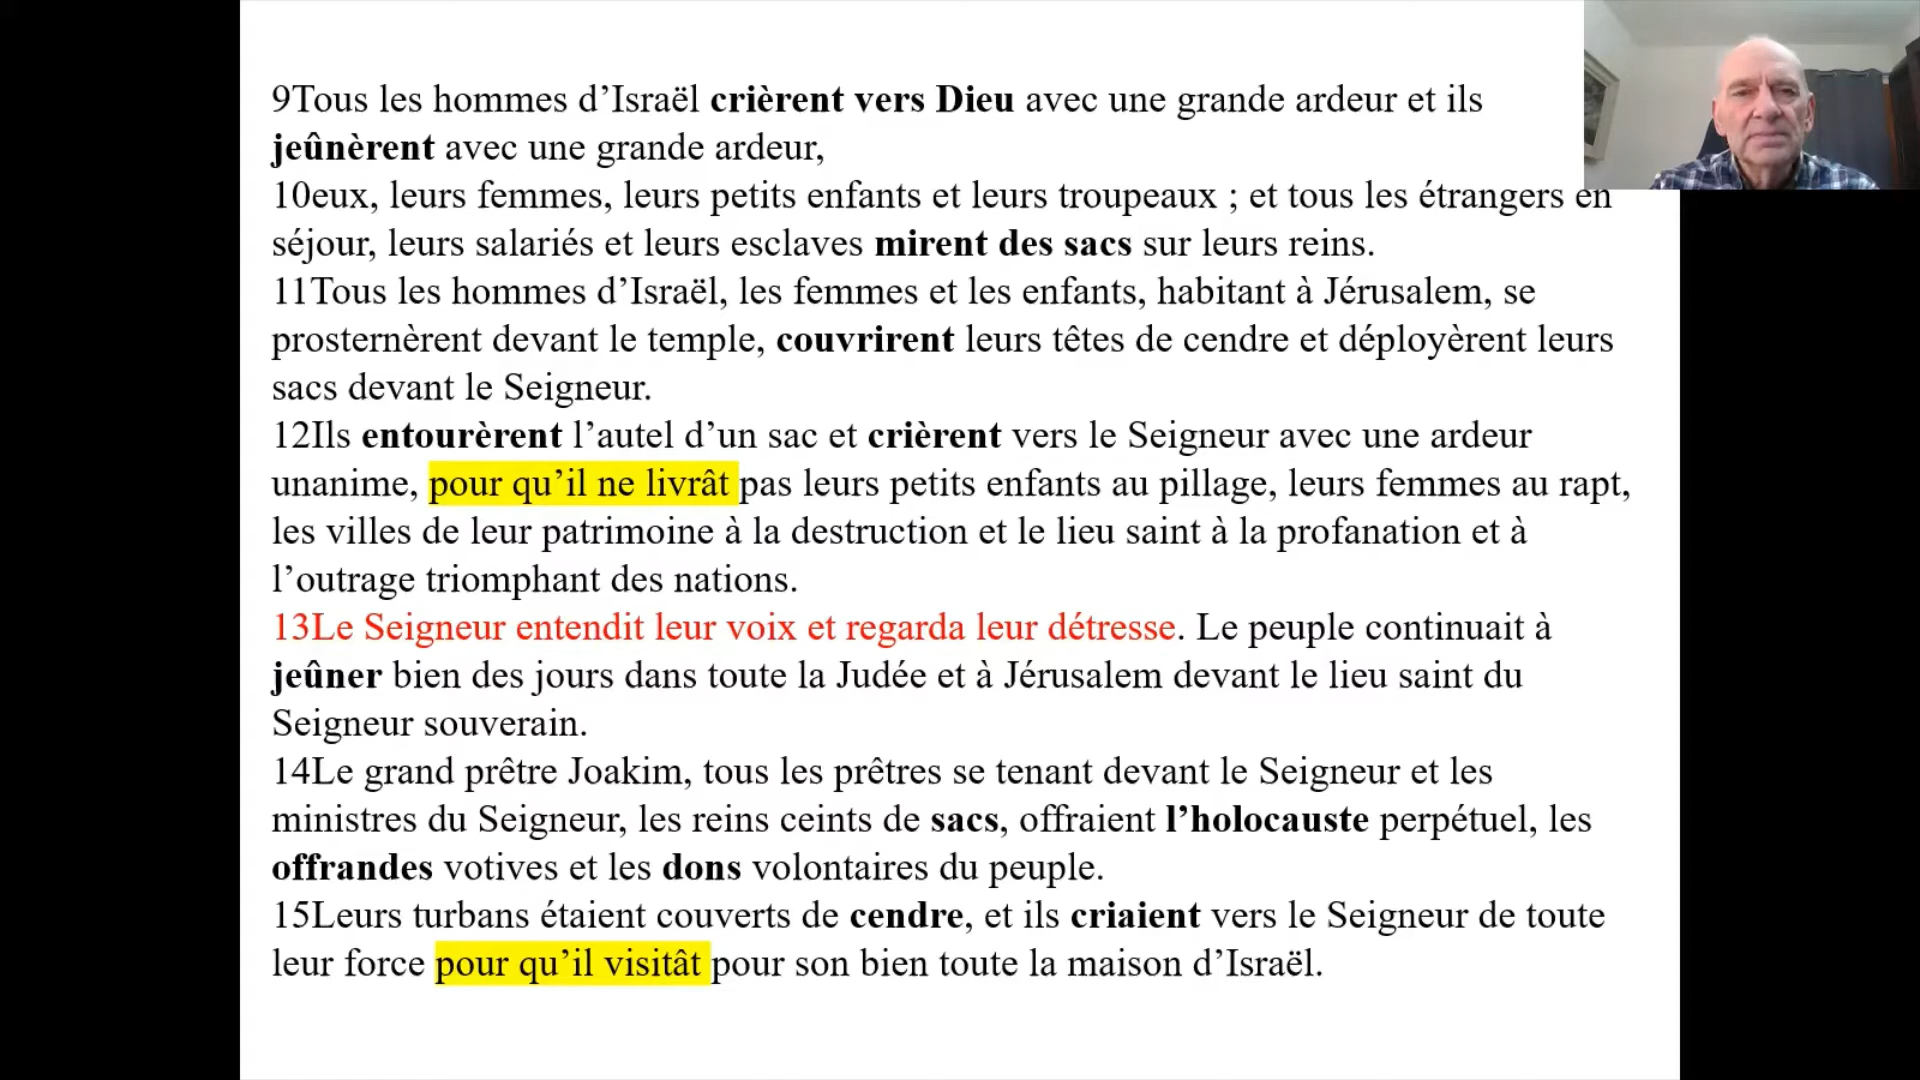 9Tous les hommes d’Israël crièrent vers Dieu avec une grande ardeur et ils
jeûnèrent avec une grande ardeur,
10eux, leurs femmes, leurs petits enfants et leurs troupeaux ; et tous les étrangers en
séjour, leurs salariés et leurs esclaves mirent des sacs sur leurs reins.
11Tous les hommes d’Israël, les femmes et les enfants, habitant à Jérusalem, se
prosternèrent devant le temple, couvrirent leurs têtes de cendre et déployèrent leurs
sacs devant le Seigneur.
12Ils entourèrent l’autel d’un sac et crièrent vers le Seigneur avec une ardeur
unanime, pour qu’il ne livrât pas leurs petits enfants au pillage, leurs femmes au rapt,
les villes de leur patrimoine à la destruction et le lieu saint à la profanation et à
l’outrage triomphant des nations.
13Le Seigneur entendit leur voix et regarda leur détresse. Le peuple continuait à
jeûner bien des jours dans toute la Judée et à Jérusalem devant le lieu saint du
Seigneur souverain.
14Le grand prêtre Joakim, tous les prêtres se tenant devant le Seigneur et les
ministres du Seigneur, les reins ceints de sacs, offraient l’holocauste perpétuel, les
offrandes votives et les dons volontaires du peuple.
15Leurs turbans étaient couverts de cendre, et ils criaient vers le Seigneur de toute
leur force pour qu’il visitât pour son bien toute la maison d’Israël.